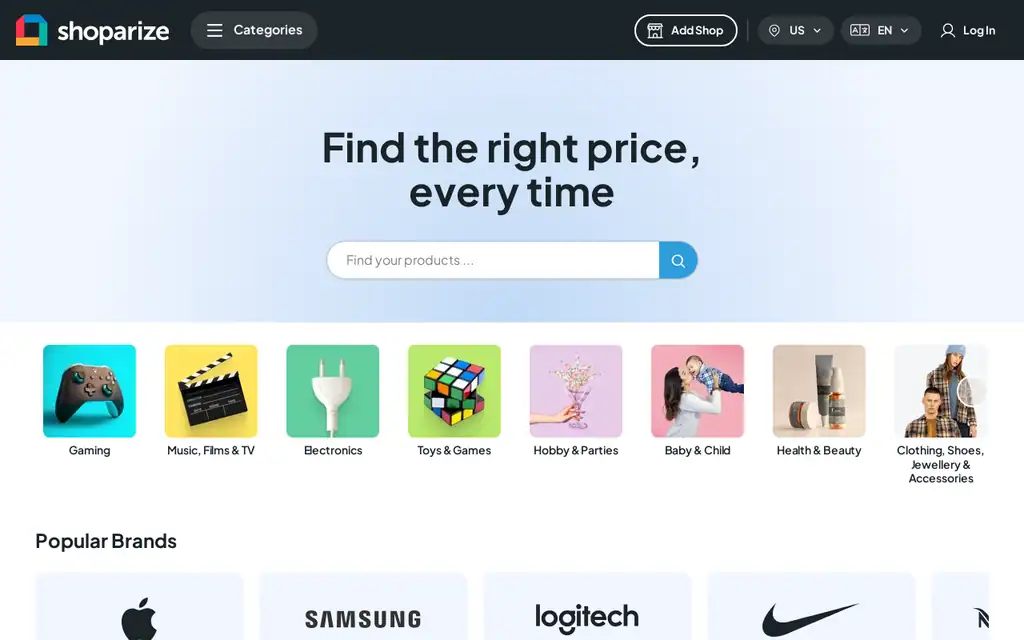 shoparize
Categories
Add Shop
US
EN
Log In
Find the right price,
every time
Find your products ...
Gaming
Music, Films & TV
Electronics
Toys & Games
Hobby & Parties
Baby & Child
Health & Beauty
Clothing, Shoes,
Jewellery &
Accessories
Popular Brands
SAMSUNG
logitech